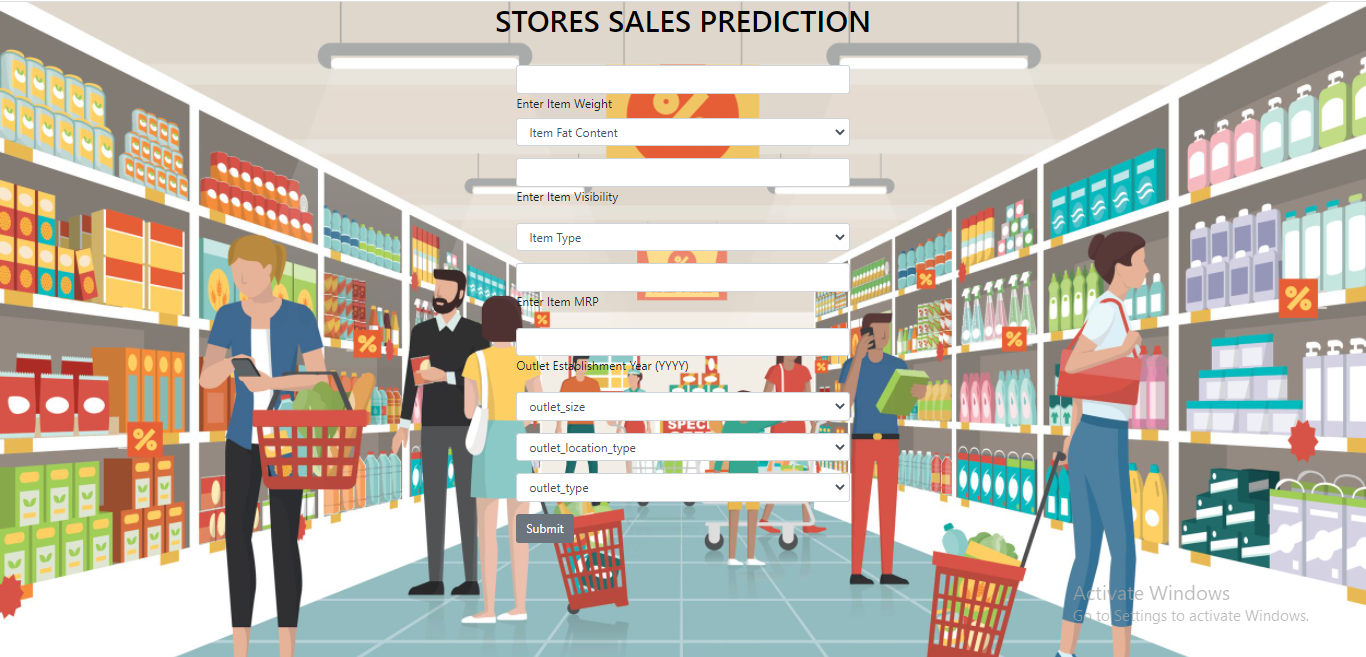 STORES SALES PREDICTION
Enter Item Weight
Item Fat Content
Enter Item Visibility
Item Type
Enter Item MRP
Outlet Establishment Year (YYYY)
outlet_size
outlet_location_type
outlet_type
Submit
Activate Windows
Go to Settings to activate Windows.